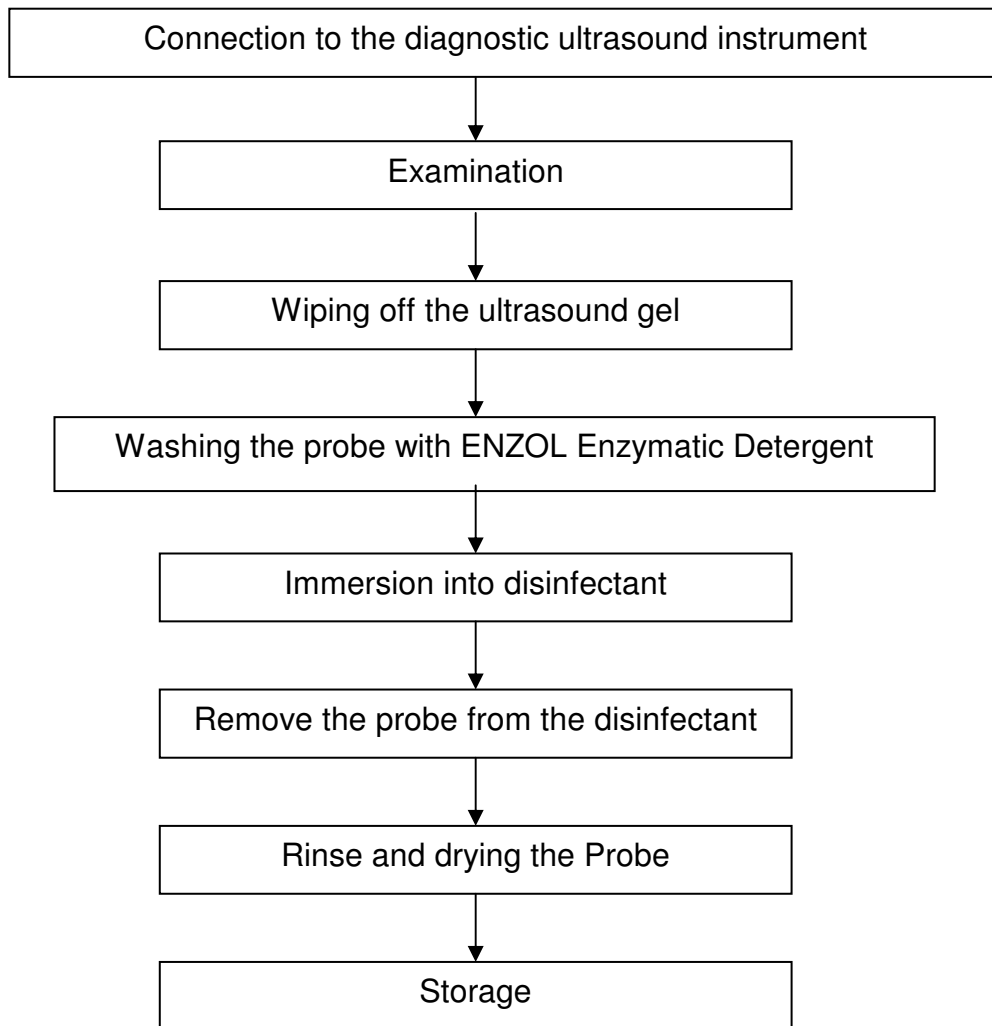 Connection to the diagnostic ultrasound instrument
Examination
Wiping off the ultrasound gel
Washing the probe with ENZOL Enzymatic Detergent
Immersion into disinfectant
Remove the probe from the disinfectant
Rinse and drying the Probe
Storage